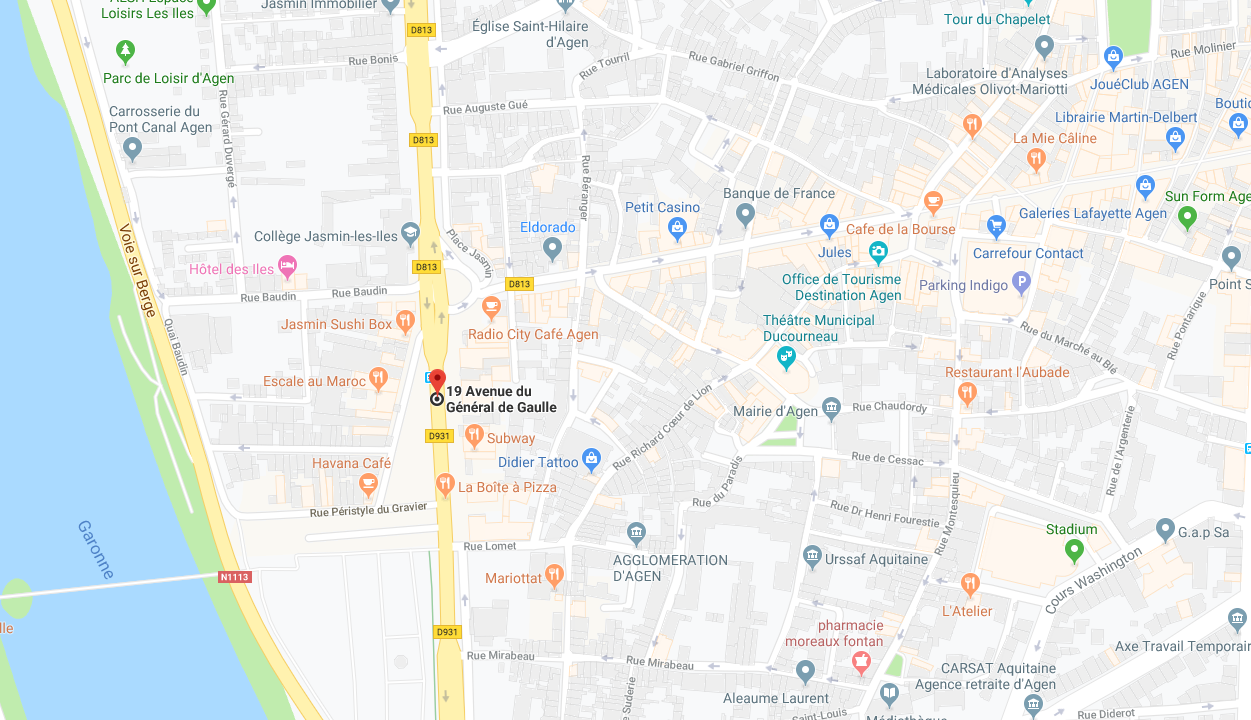 Jasmin Immobilier
Loisirs Les Iles
D813
Église Saint-Hilaire
d'Agen
Tour du Chapelet
Rue Molinier
Parc de Loisir d'Agen
Rue Bonis
Rue Tourril
Rue Gabriel Griffon
Laboratoire d'Analyses
Médicales Olivot-Mariotti
JouéClub AGEN
Carrosserie du
Pont Canal Agen
Rue Gérard Duvergé
Rue Auguste Gué
D813
Librairie Martin-Delbert
La Mie Câline
Rue Béranger
Banque de France
Petit Casino
Sun Form Age
Galeries Lafayette Agen
Voie sur Berge
Collège Jasmin-les-Iles
Eldorado
Place Jasmin
Cafe de la Bourse
Jules
Carrefour Contact
Hôtel des Iles
D813
D813
Office de Tourisme
Destination Agen
Parking Indigo
Point S
Rue Baudin
Rue Baudin
Quai Baudin
Jasmin Sushi Box
Radio City Café Agen
Théâtre Municipal
Ducourneau
Rue du Marché au Blé
Rue Pontarique
Escale au Maroc
19 Avenue du
Général de Gaulle
Restaurant l'Aubade
Mairie d'Agen
Rue Chaudordy
Rue Richard Cœur de Lion
D931
Subway
Didier Tattoo
Havana Café
La Boîte à Pizza
Rue de Cessac
Rue de l'Argenterie
Rue du Paradis
Rue Montesquieu
Rue Péristyle du Gravier
Rue Dr Henri Fourestie
Stadium
G.a.p Sa
Garonne
Rue Lomet
AGGLOMERATION
D'AGEN
Urssaf Aquitaine
Cours Washington
N1113
Mariottat
L'Atelier
lle
D931
pharmacie
moreaux fontan
Axe Travail Temporair
Rue Mirabeau
Rue Mirabeau
CARSAT Aquitaine
Agence retraite d'Agen
Aleaume Laurent
Rue Diderot
Saint-Louis
Médiathèque